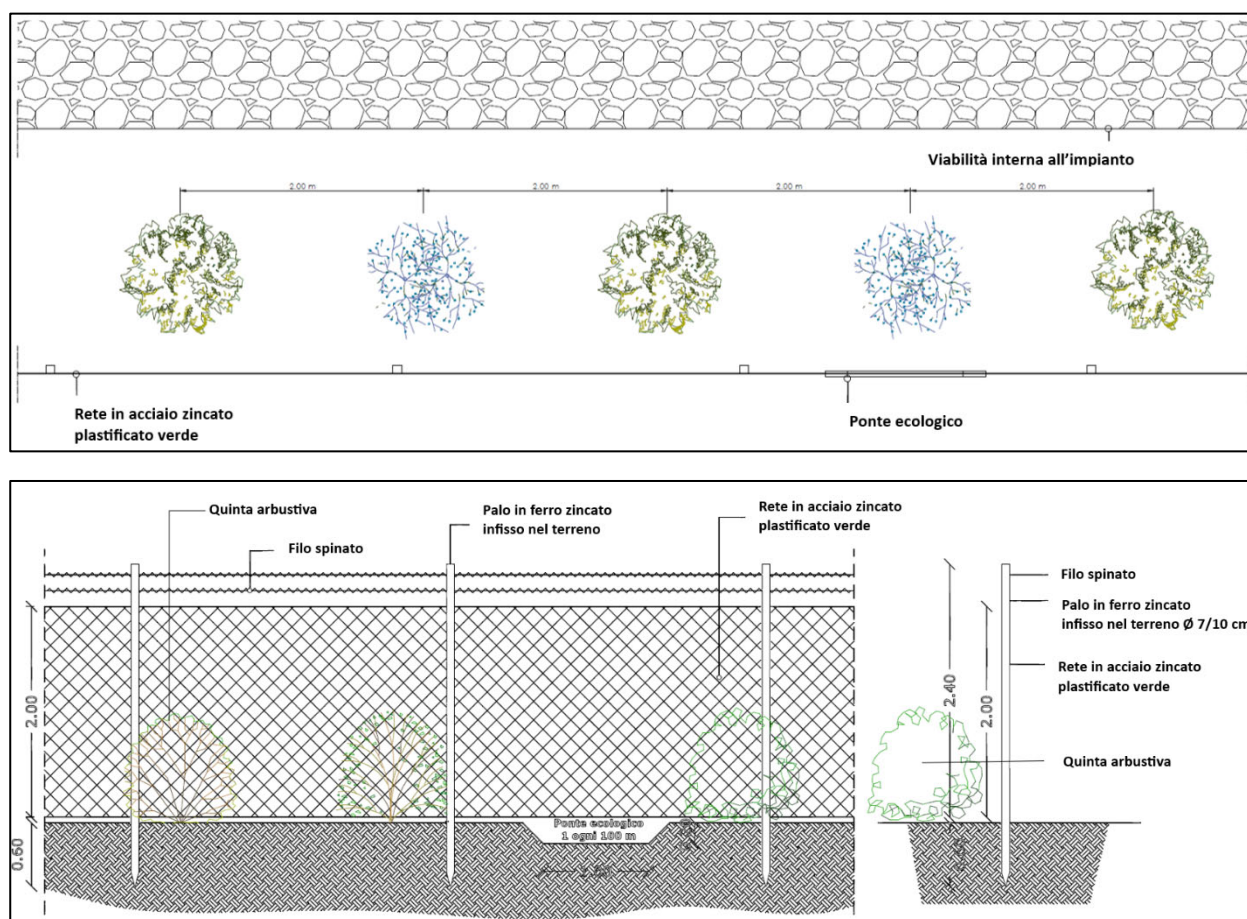 Viabilità interna all'impianto
2.00 m
2.00 m
2.00 m
2.00 m
Rete in acciaio zincato
plastificato verde
Ponte ecologico
Quinta arbustiva
Filo spinato
Palo in ferro zincato
infisso nel terreno
Rete in acciaio zincato
plastificato verde
2.00
0.60
Ponte ecologico
1 ogni 100 m
2.40
2.00
Filo spinato
Palo in ferro zincato
infisso nel terreno Ø 7/10 cm
Rete in acciaio zincato
plastificato verde
Quinta arbustiva